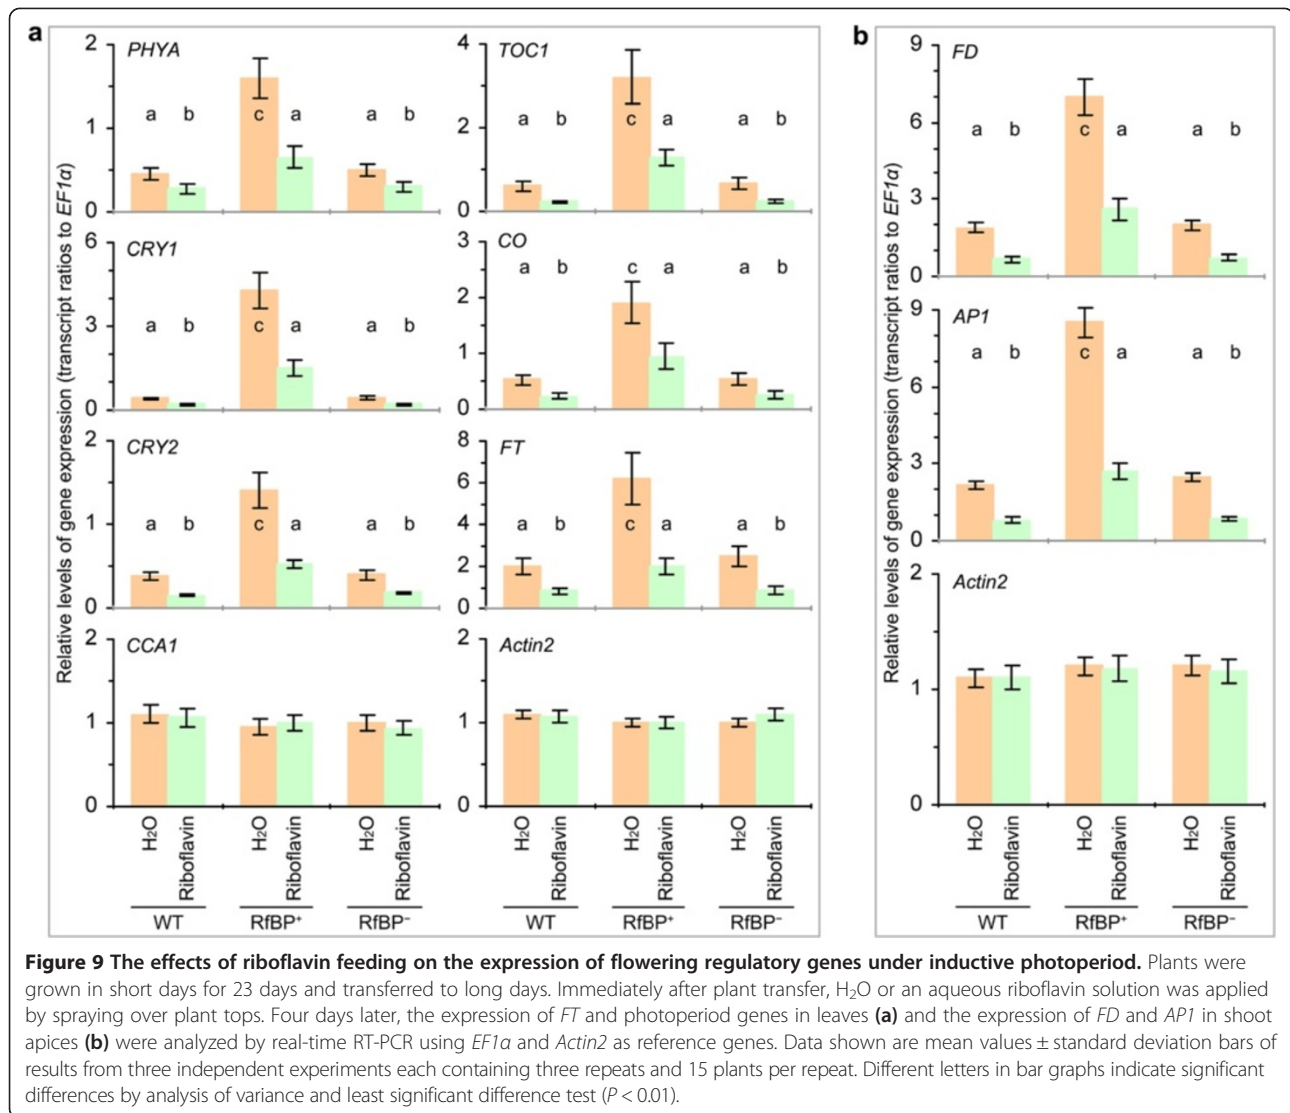 a
b
Relative levels of gene expression (transcript ratios to EF1α)
PHYA
2
1
0
a b c a a b
TOC1
4
2
0
a b c a a b
CRY1
6
3
0
a b c a a b
CO
3
2
1
0
a b c a a b
CRY2
2
1
0
a b c a a b
FT
8
6
4
2
0
a b c a a b
CCA1
2
1
0
Actin2
2
1
0
H₂O Riboflavin H₂O Riboflavin H₂O Riboflavin
WT RfBP⁺ RfBP⁻
H₂O Riboflavin H₂O Riboflavin H₂O Riboflavin
WT RfBP⁺ RfBP⁻
Relative levels of gene expression (transcript ratios to EF1α)
FD
9
6
3
0
a b c a a b
AP1
9
6
3
0
a b c a a b
Actin2
2
1
0
H₂O Riboflavin H₂O Riboflavin H₂O Riboflavin
WT RfBP⁺ RfBP⁻
Figure 9 The effects of riboflavin feeding on the expression of flowering regulatory genes under inductive photoperiod. Plants were
grown in short days for 23 days and transferred to long days. Immediately after plant transfer, H₂O or an aqueous riboflavin solution was applied
by spraying over plant tops. Four days later, the expression of FT and photoperiod genes in leaves (a) and the expression of FD and AP1 in shoot
apices (b) were analyzed by real-time RT-PCR using EF1α and Actin2 as reference genes. Data shown are mean values ± standard deviation bars of
results from three independent experiments each containing three repeats and 15 plants per repeat. Different letters in bar graphs indicate significant
differences by analysis of variance and least significant difference test (P < 0.01).